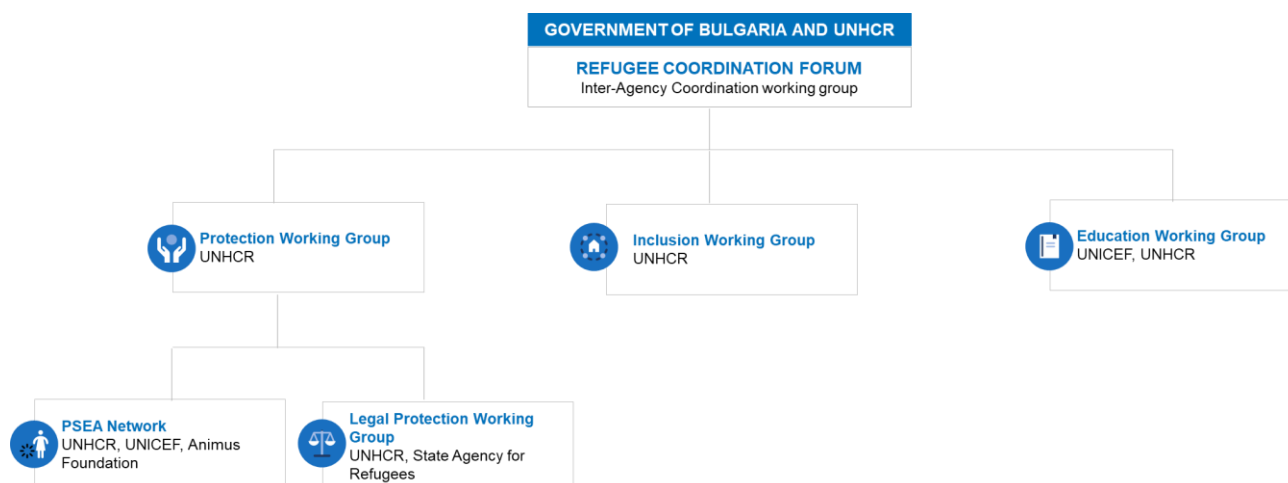 GOVERNMENT OF BULGARIA AND UNHCR
REFUGEE COORDINATION FORUM
Inter-Agency Coordination working group
Protection Working Group
UNHCR
Inclusion Working Group
UNHCR
Education Working Group
UNICEF, UNHCR
PSEA Network
UNHCR, UNICEF, Animus
Foundation
Legal Protection Working
Group
UNHCR, State Agency for
Refugees